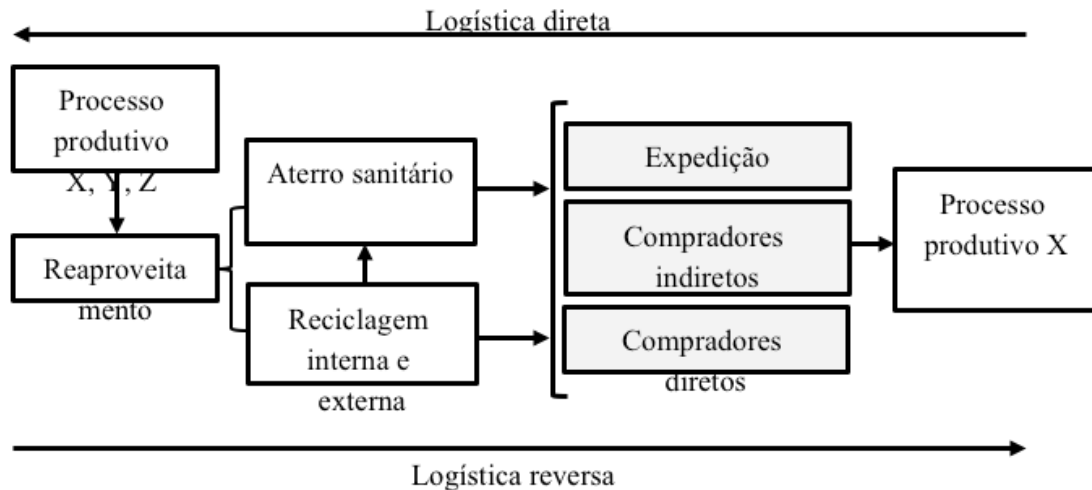 Logística direta
Processo
produtivo
X, Y, Z
Reaproveita
mento
Aterro sanitário
Reciclagem
interna e
externa
Expedição
Compradores
indiretos
Compradores
diretos
Processo
produtivo X
Logística reversa